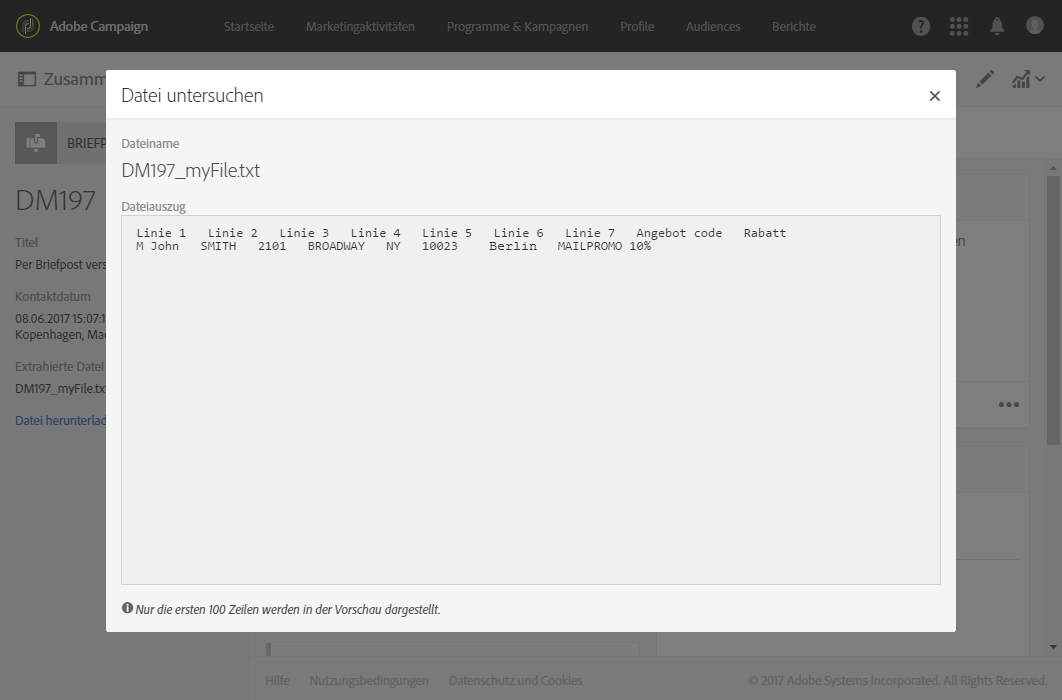 Adobe Campaign Startseite Marketingaktivitäten Programme & Kampagnen Profile Audiences Berichte ?
Zusamm
Datei untersuchen ×
BRIEFP
Dateiname
DM197_myFile.txt
DM197
Dateiauszug
Linie 1 Linie 2 Linie 3 Linie 4 Linie 5 Linie 6 Linie 7 Angebot code Rabatt
M John SMITH 2101 BROADWAY NY 10023 Berlin MAILPROMO 10%
en
Titel
Per Briefpost vers
Kontaktdatum
08.06.2017 15:07:1
Kopenhagen, Mad
Extrahierte Datei
DM197_myFile.tx
Datei herunterlad
Nur die ersten 100 Zeilen werden in der Vorschau dargestellt.
Hilfe Nutzungsbedingungen Datenschutz und Cookies © 2017 Adobe Systems Incorporated. All Rights Reserved.